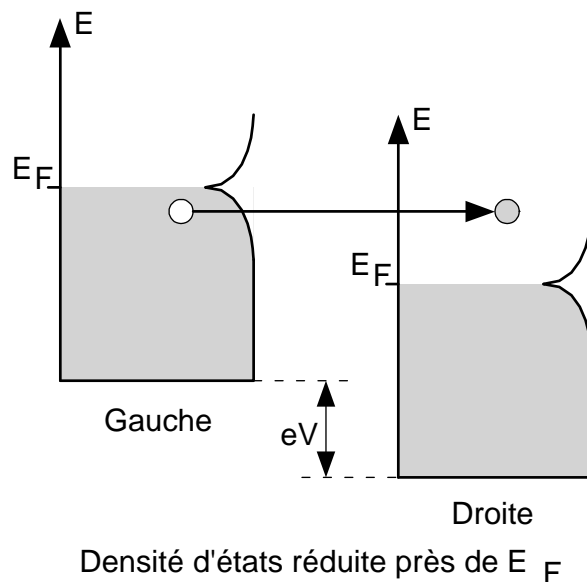 E
E
E F
E F
Gauche
eV
Droite
Densité d'états réduite près de E F